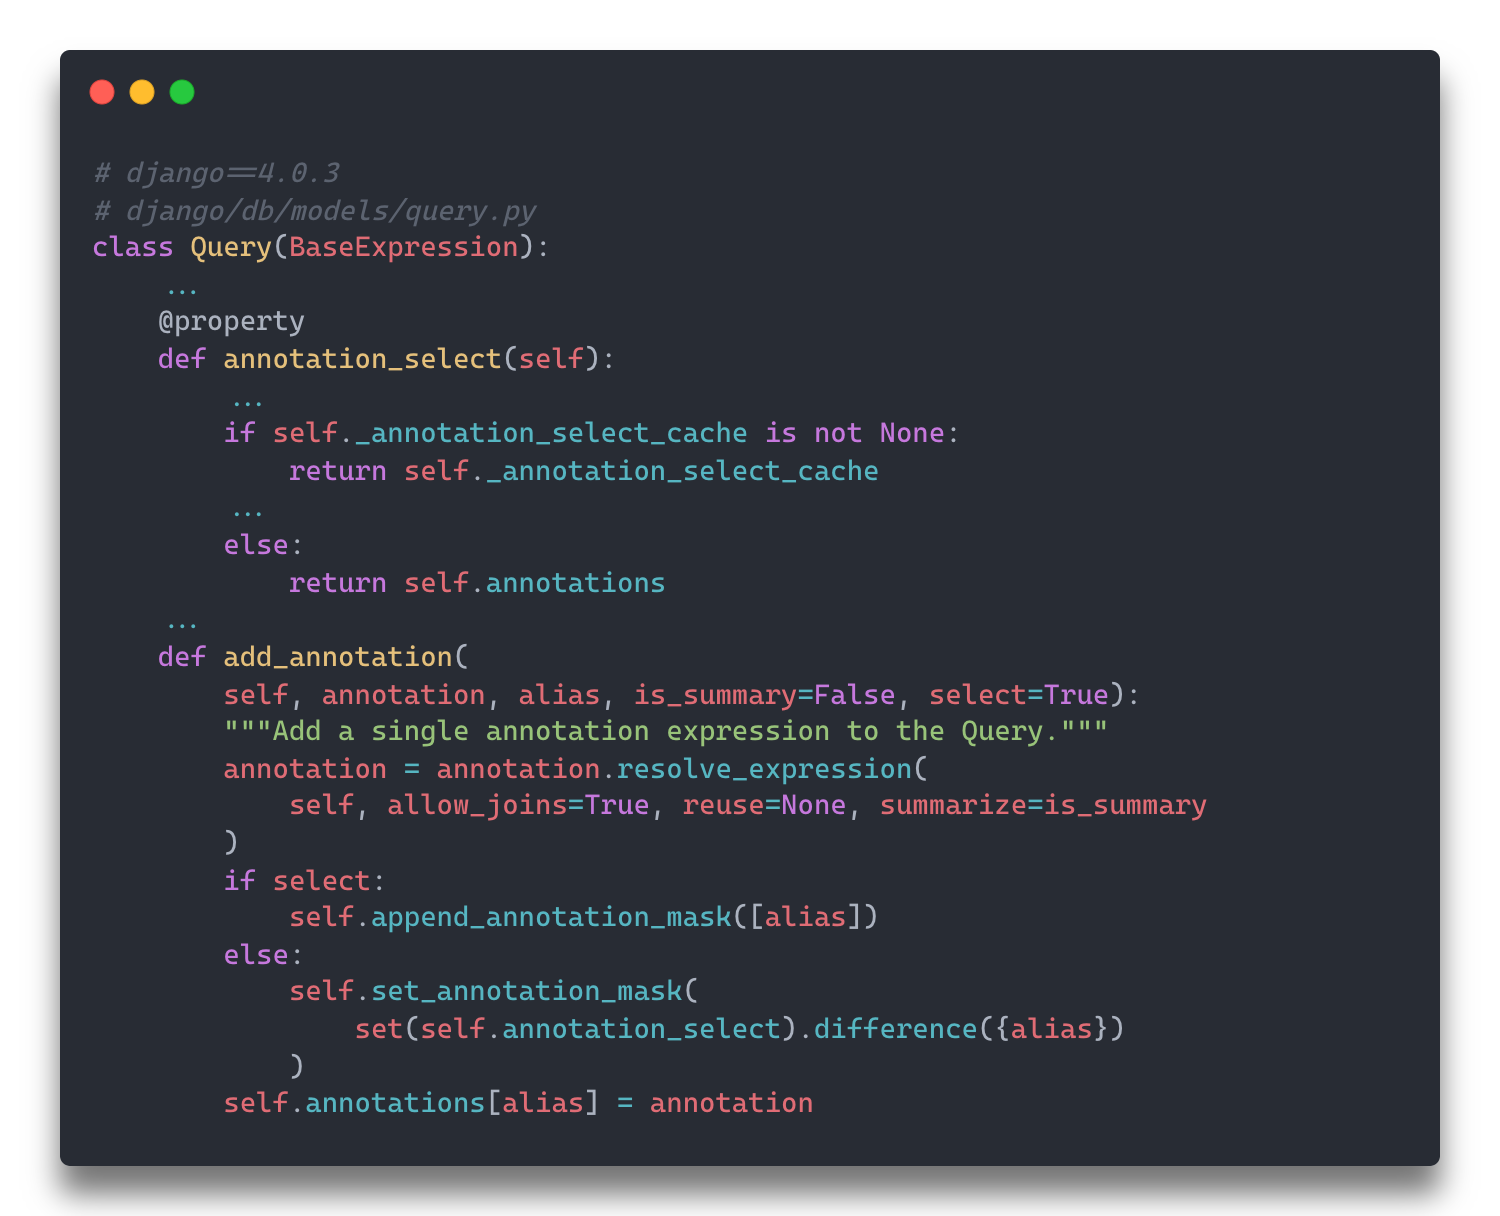 # django==4.0.3
# django/db/models/query.py
class Query(BaseExpression):
    ...
    @property
    def annotation_select(self):
        ...
        if self._annotation_select_cache is not None:
            return self._annotation_select_cache
        ...
        else:
            return self.annotations
    ...
    def add_annotation(
        self, annotation, alias, is_summary=False, select=True):
        """Add a single annotation expression to the Query."""
        annotation = annotation.resolve_expression(
            self, allow_joins=True, reuse=None, summarize=is_summary
        )
        if select:
            self.append_annotation_mask([alias])
        else:
            self.set_annotation_mask(
                set(self.annotation_select).difference({alias})
            )
        self.annotations[alias] = annotation